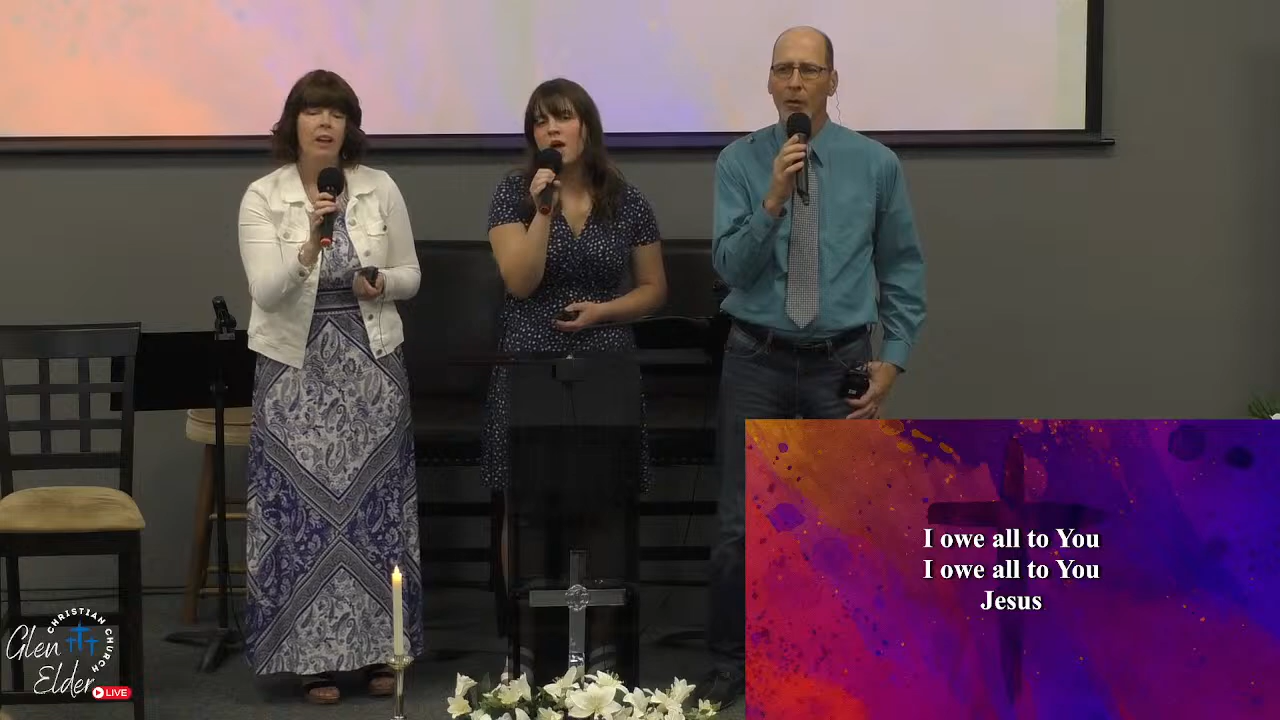 I owe all to You
I owe all to You
Jesus
Glen
Elder
CHRISTIAN CHURCH
LIVE